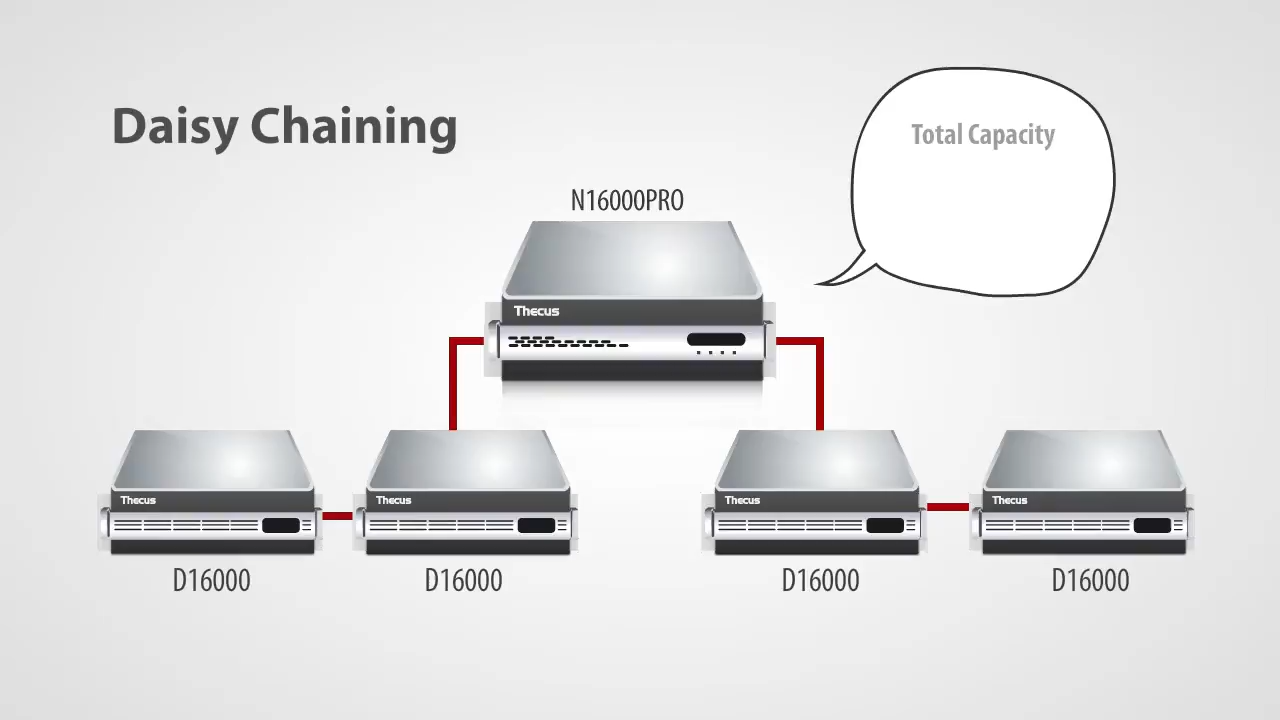 Daisy Chaining
Total Capacity
N16000PRO
Thecus
Thecus
Thecus
Thecus
Thecus
D16000
D16000
D16000
D16000